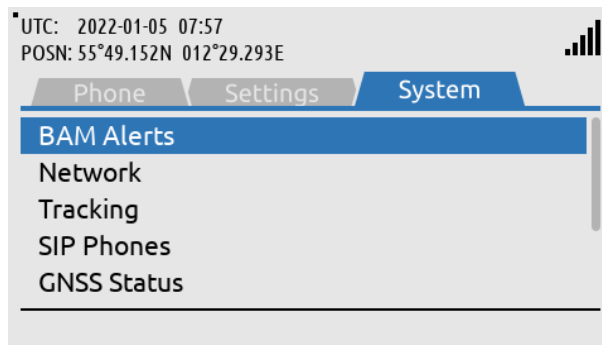 UTC: 2022-01-05 07:57
POSN: 55°49.152N 012°29.293E
Phone Settings System
BAM Alerts
Network
Tracking
SIP Phones
GNSS Status